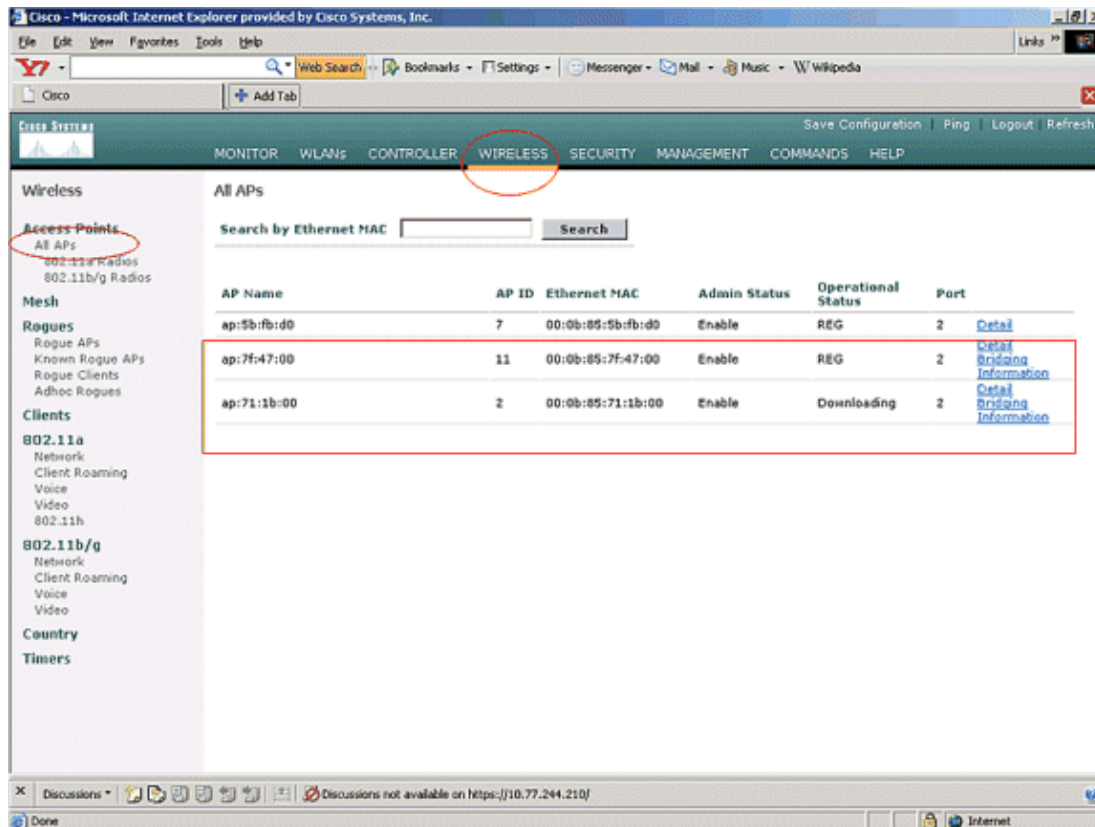 Cisco - Microsoft Internet Explorer provided by Cisco Systems, Inc.
File Edit View Favorites Tools Help
Links »
Y! Web Search Bookmarks Settings Messenger Mail Music W Wikipedia
Cisco Add Tab
CISCO SYSTEMS
Save Configuration | Ping | Logout | Refresh
MONITOR WLANs CONTROLLER WIRELESS SECURITY MANAGEMENT COMMANDS HELP
Wireless
Access Points
All APs
802.11a Radios
802.11b/g Radios
Mesh
Rogues
Rogue APs
Known Rogue APs
Rogue Clients
Adhoc Rogues
Clients
802.11a
Network
Client Roaming
Voice
Video
802.11h
802.11b/g
Network
Client Roaming
Voice
Video
Country
Timers
All APs
Search by Ethernet MAC Search
AP Name AP ID Ethernet MAC Admin Status Operational Status Port
ap:5b:fb:d0 7 00:0b:85:5b:fb:d0 Enable REG 2 Detail
ap:7f:47:00 11 00:0b:85:7f:47:00 Enable REG 2 Detail
Bridging
Information
ap:71:1b:00 2 00:0b:85:71:1b:00 Enable Downloading 2 Detail
Bridging
Information
Discussions Discussions not available on https://10.77.244.210/
Done Internet